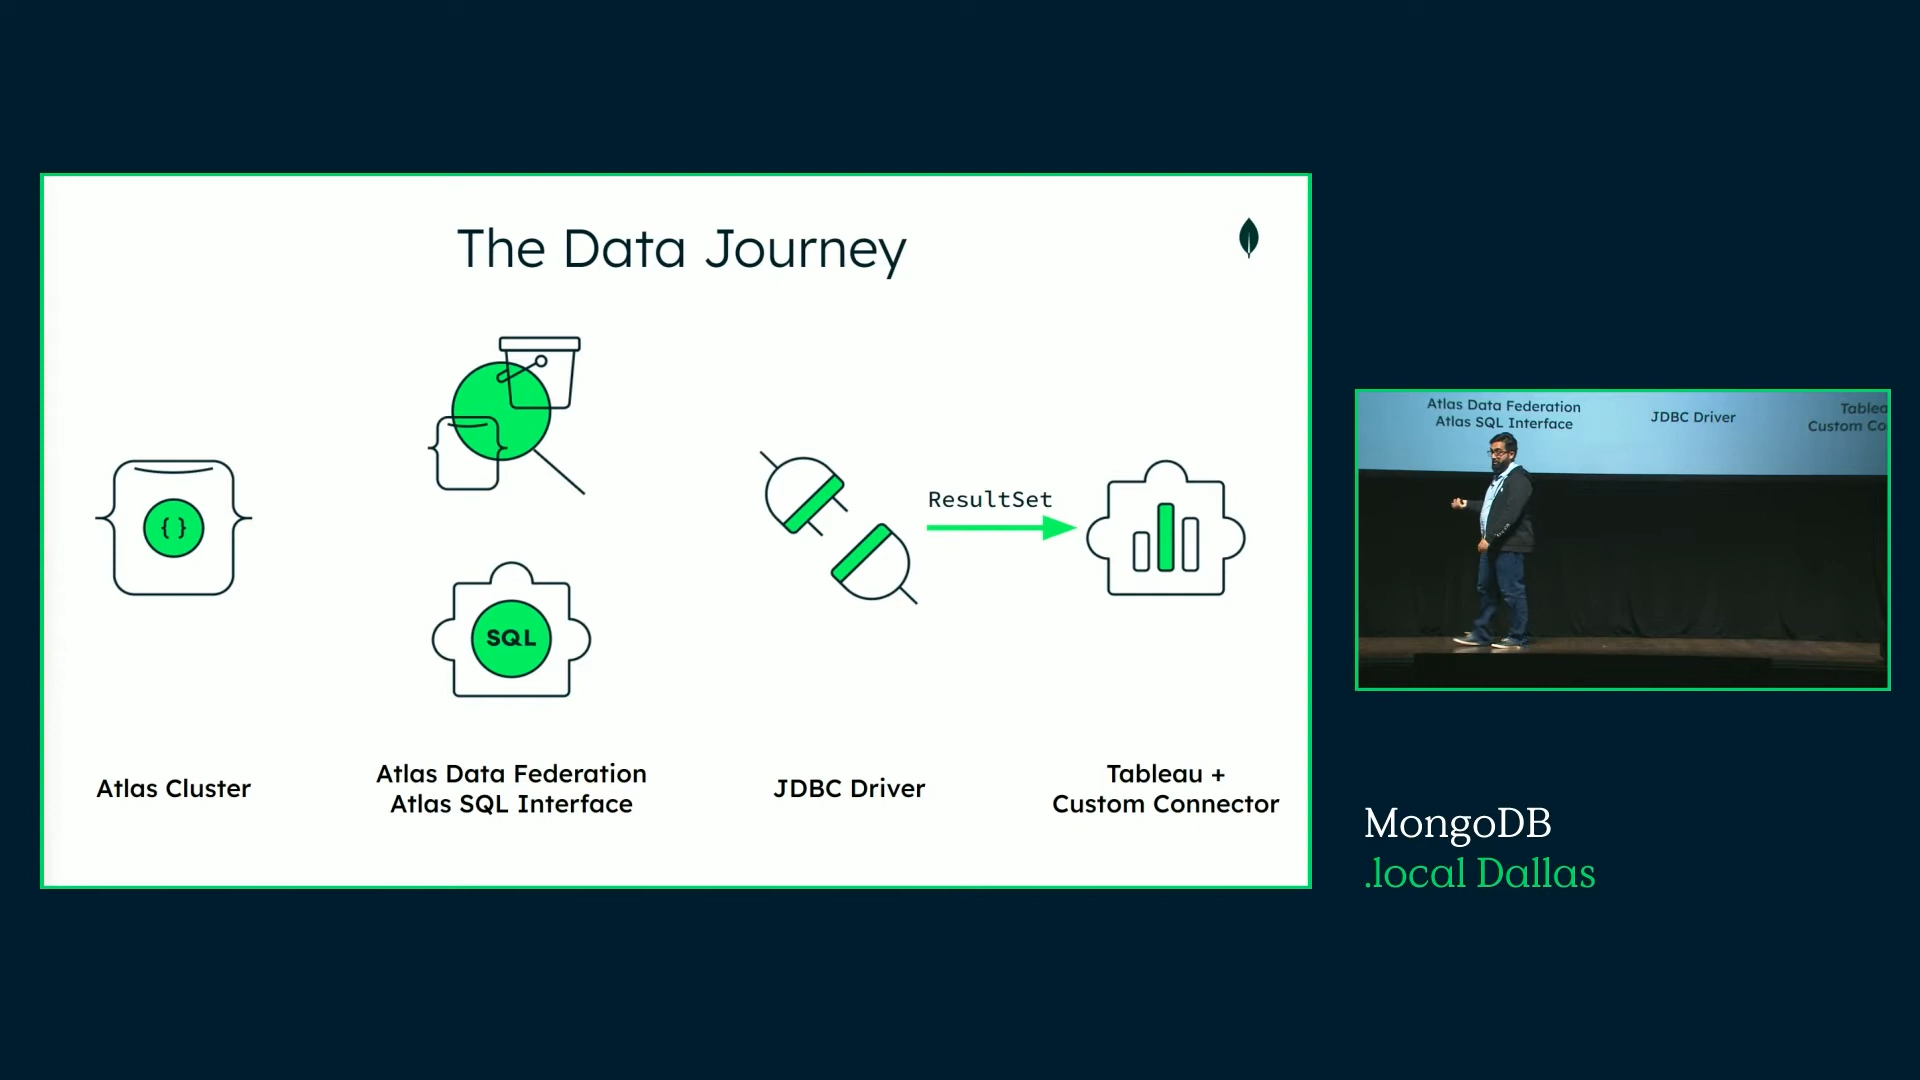 The Data Journey
{ }
SQL
ResultSet
Atlas Cluster
Atlas Data Federation
Atlas SQL Interface
JDBC Driver
Tableau +
Custom Connector
Atlas Data Federation
Atlas SQL Interface
JDBC Driver
Tablea
Custom Co
MongoDB
.local Dallas